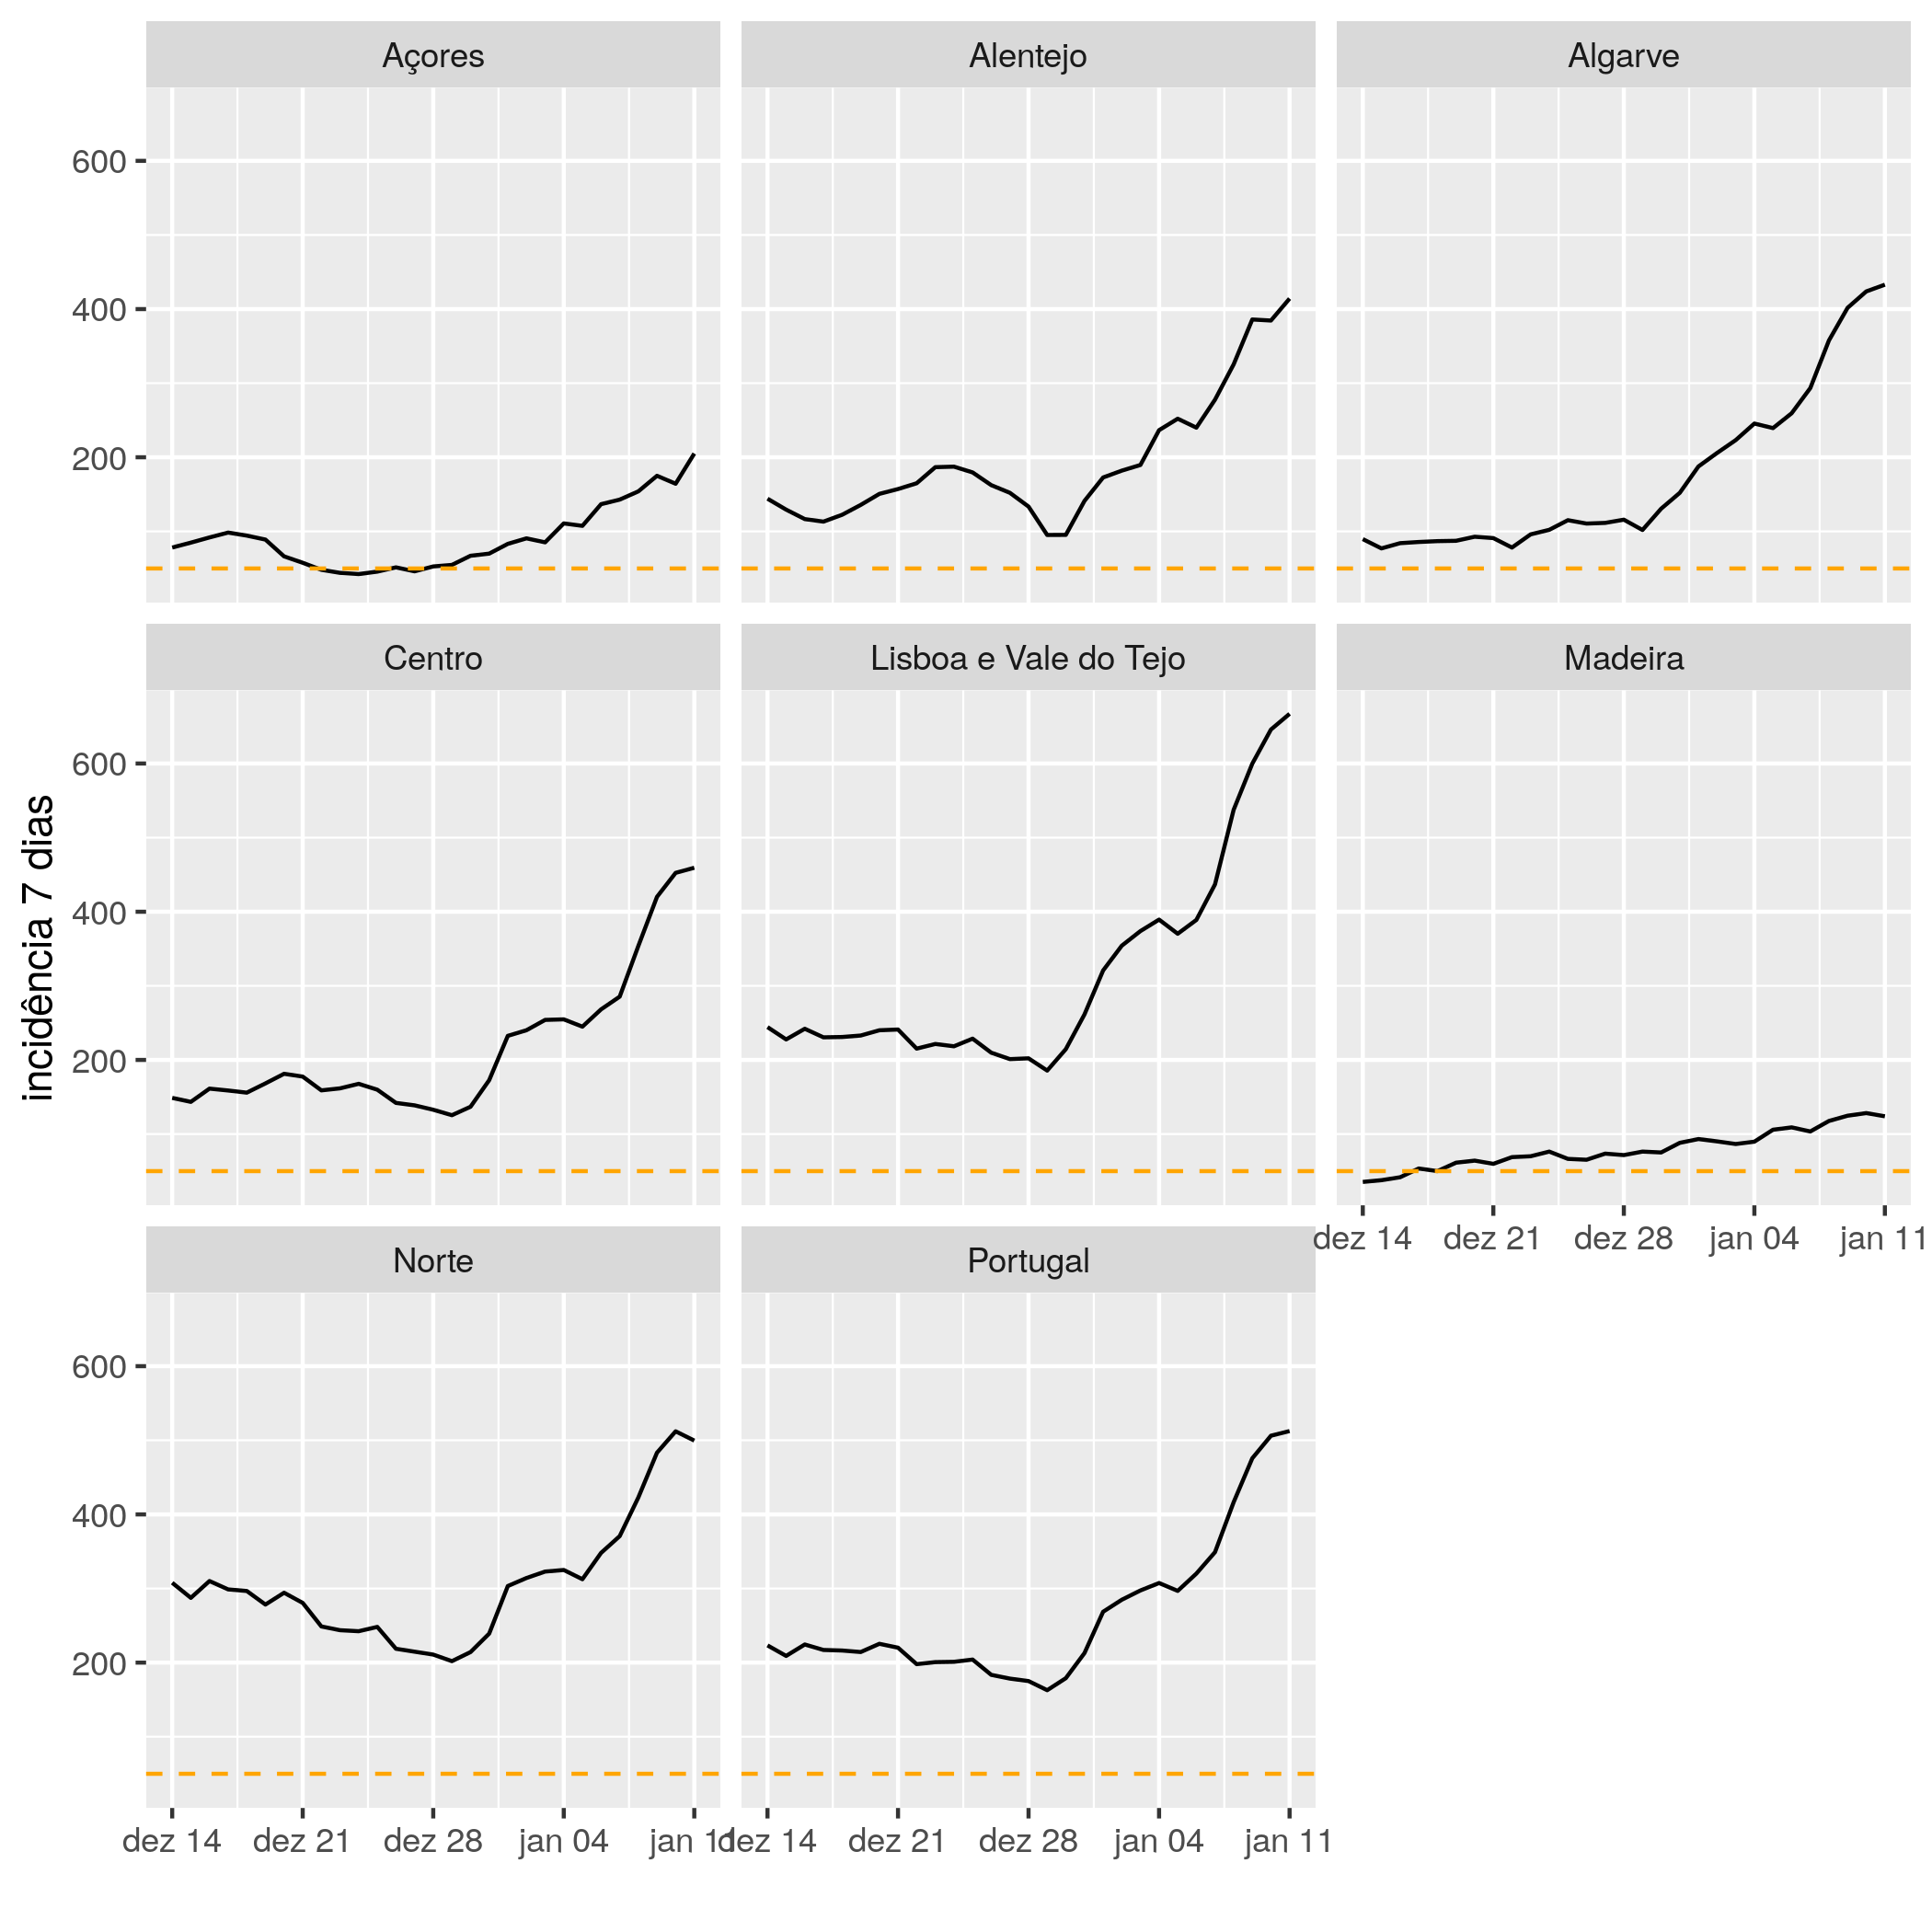 Açores
Alentejo
Algarve
600
400
200
Centro
Lisboa e Vale do Tejo
Madeira
incidência 7 dias
600
400
200
dez 14 dez 21 dez 28 jan 04 jan 11
Norte
Portugal
600
400
200
dez 14 dez 21 dez 28 jan 04 jan 11
dez 14 dez 21 dez 28 jan 04 jan 11